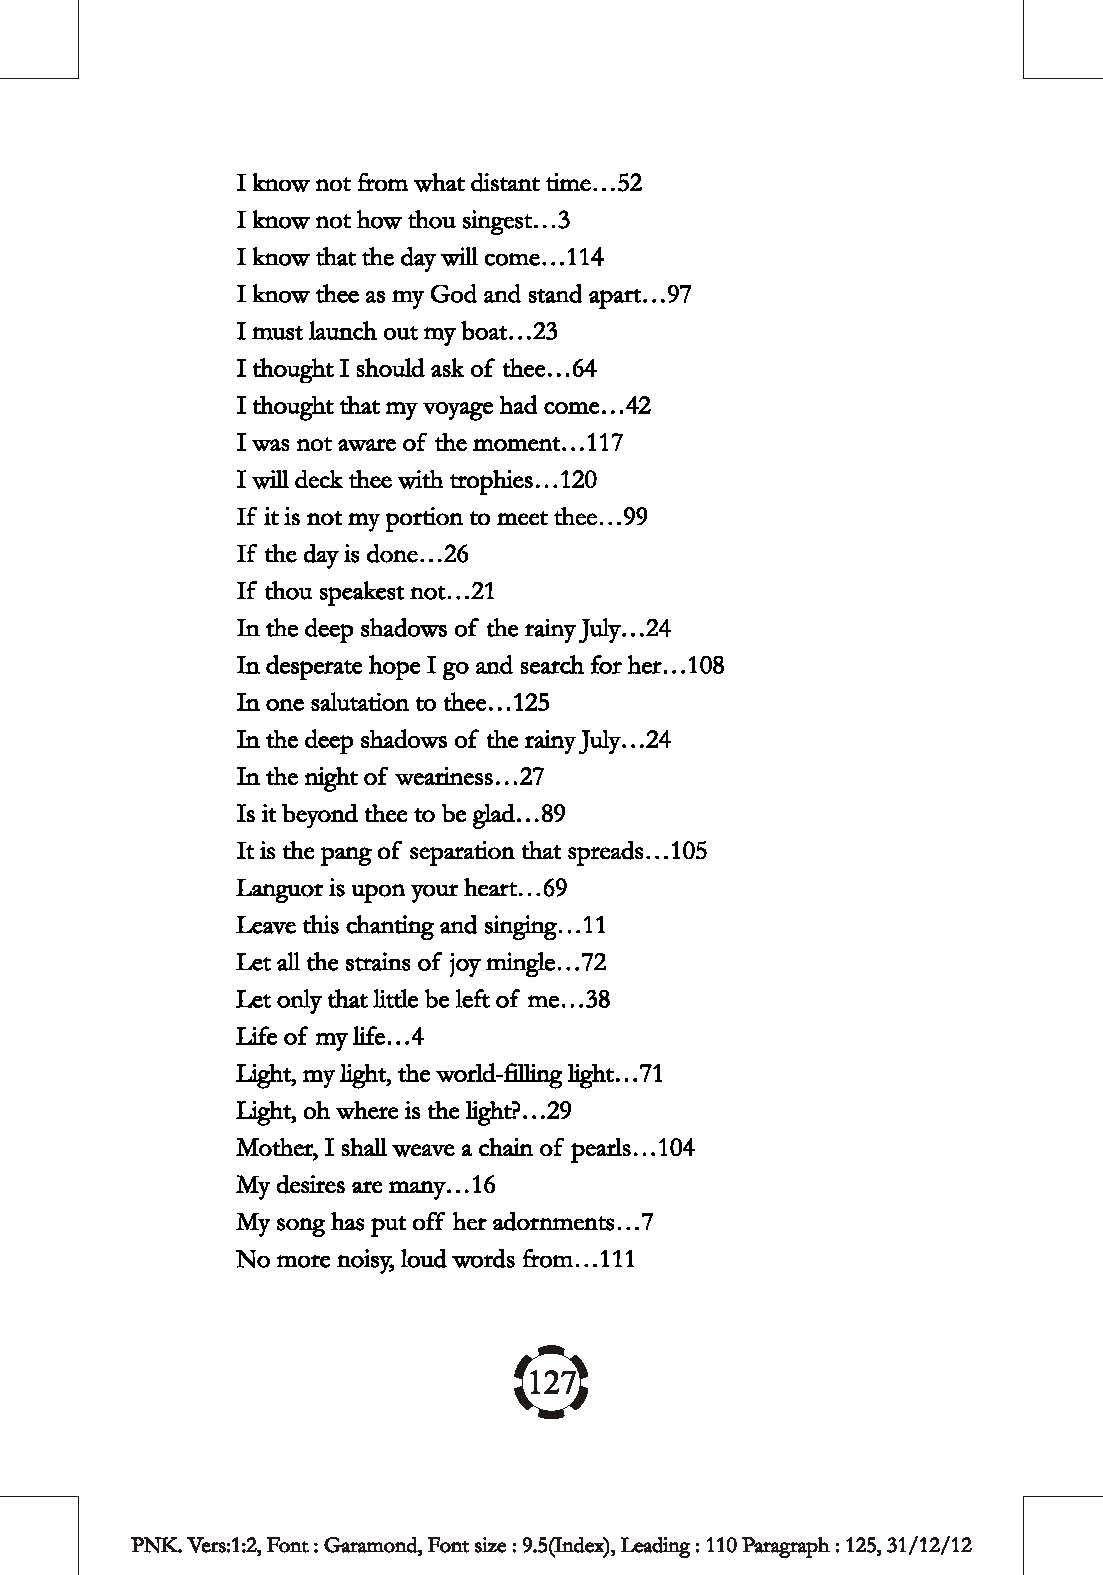 I know not from what distant time…52
I know not how thou singest…3
I know that the day will come…114
I know thee as my God and stand apart…97
I must launch out my boat…23
I thought I should ask of thee…64
I thought that my voyage had come…42
I was not aware of the moment…117
I will deck thee with trophies…120
If it is not my portion to meet thee…99
If the day is done…26
If thou speakest not…21
In the deep shadows of the rainy July…24
In desperate hope I go and search for her…108
In one salutation to thee…125
In the deep shadows of the rainy July…24
In the night of weariness…27
Is it beyond thee to be glad…89
It is the pang of separation that spreads…105
Languor is upon your heart…69
Leave this chanting and singing…11
Let all the strains of joy mingle…72
Let only that little be left of me…38
Life of my life…4
Light, my light, the world-filling light…71
Light, oh where is the light?…29
Mother, I shall weave a chain of pearls…104
My desires are many…16
My song has put off her adornments…7
No more noisy, loud words from…111
127
PNK. Vers:1:2, Font : Garamond, Font size : 9.5(Index), Leading : 110 Paragraph : 125, 31/12/12